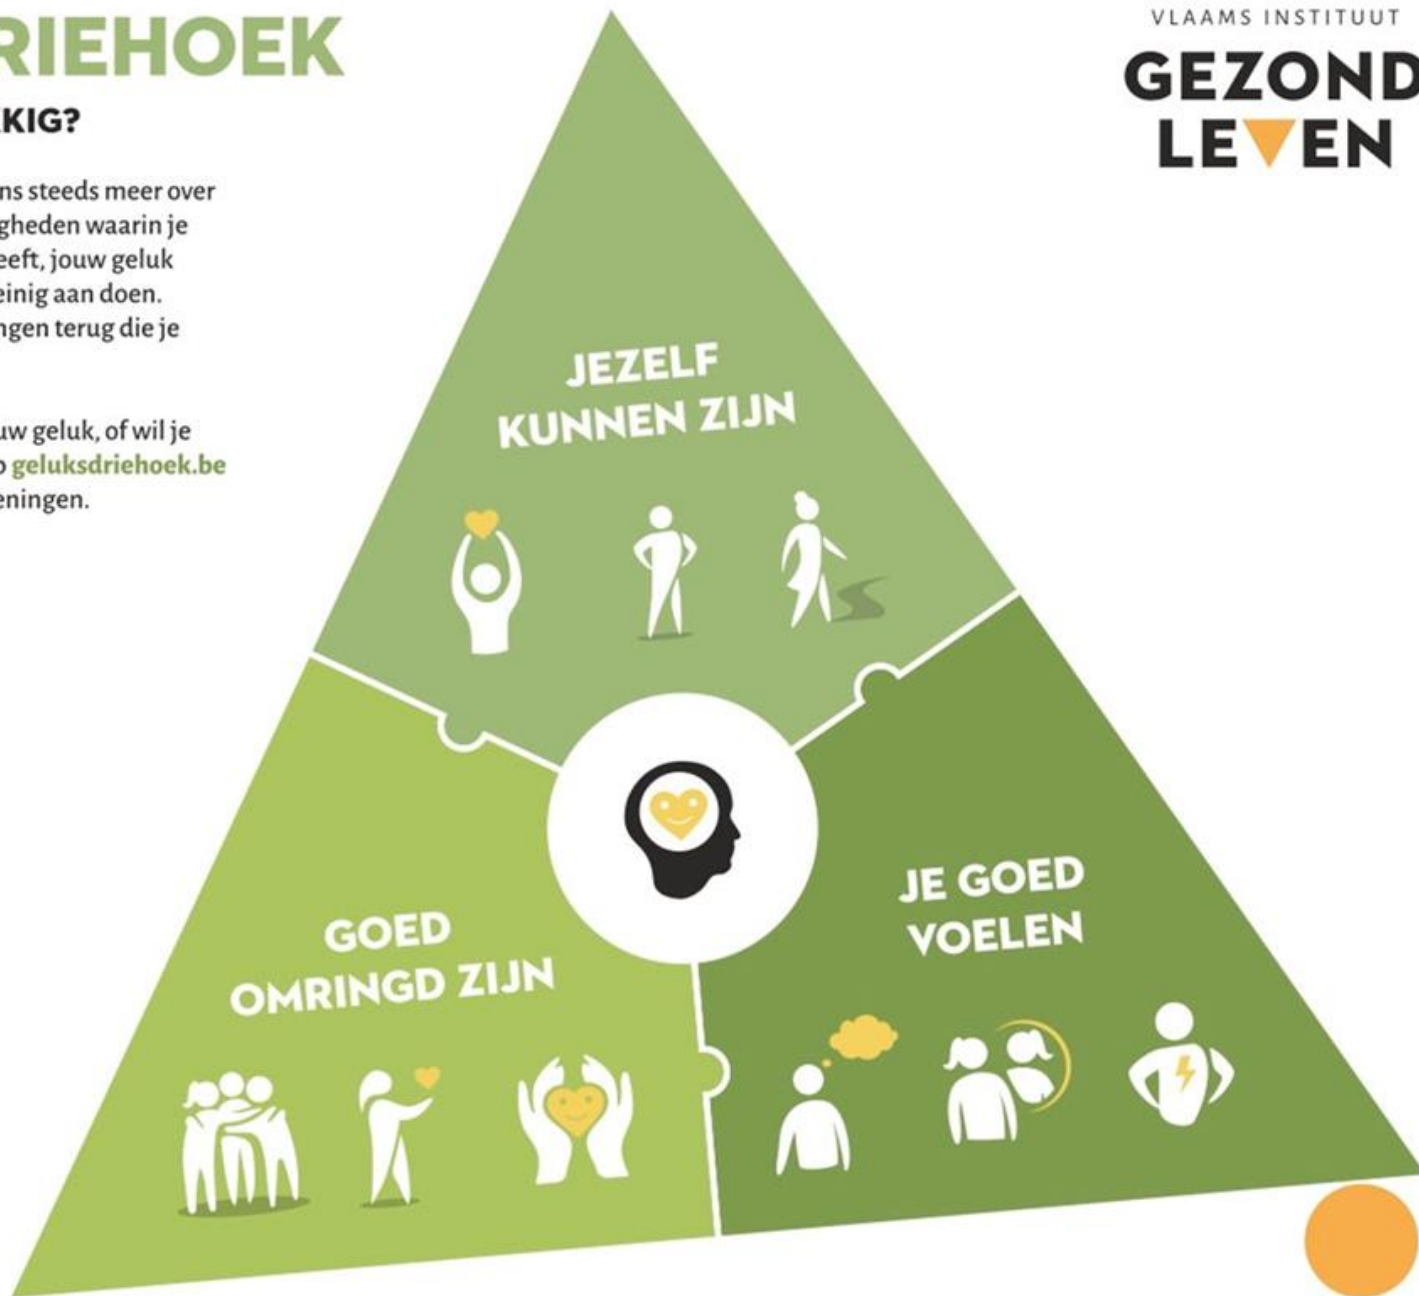 RIEHOEK
KIG?
ns steeds meer over
gheden waarin je
eeft, jouw geluk
einig aan doen.
ngen terug die je
uw geluk, of wil je
geluksdriehoek.be
eningen.
VLAAMS INSTITUUT
GEZOND
LEVEN
JEZELF
KUNNEN ZIJN
GOED
OMRINGD ZIJN
JE GOED
VOELEN